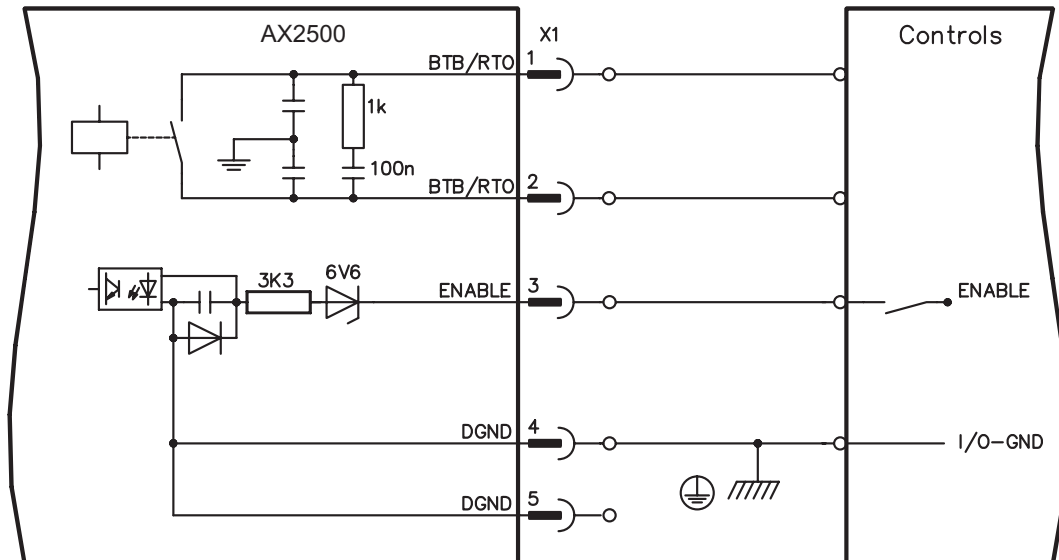 AX2500
X1
Controls
BTB/RTO
1
1k
100n
BTB/RTO
2
3K3
6V6
ENABLE
3
ENABLE
DGND
4
I/O-GND
DGND
5